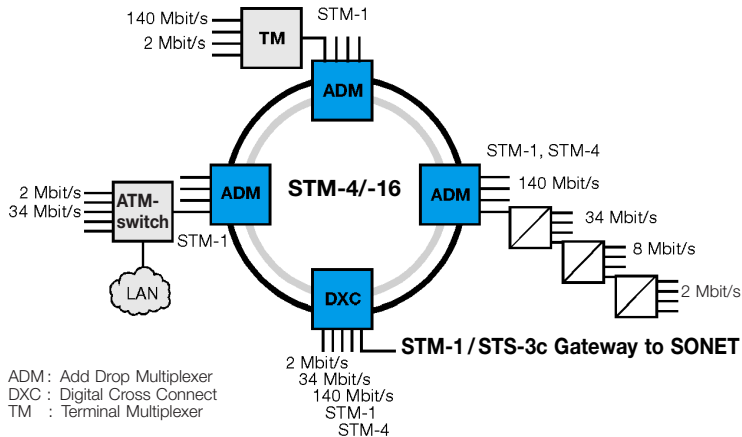 140 Mbit/s
2 Mbit/s
TM
STM-1
ADM
STM-1, STM-4
140 Mbit/s
ADM
34 Mbit/s
8 Mbit/s
2 Mbit/s
STM-4/-16
ADM
2 Mbit/s
34 Mbit/s
ATM-
switch
STM-1
LAN
DXC
STM-1 / STS-3c Gateway to SONET
2 Mbit/s
34 Mbit/s
140 Mbit/s
STM-1
STM-4
ADM : Add Drop Multiplexer
DXC : Digital Cross Connect
TM : Terminal Multiplexer